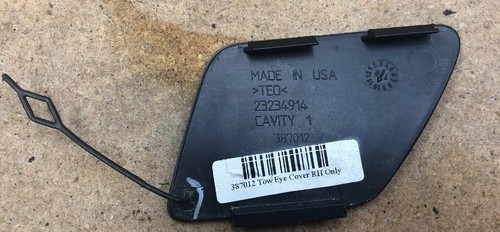 MADE IN USA
>TEO<
23234914
CAVITY 1
387012
387012 Tow Eye Cover RH Only